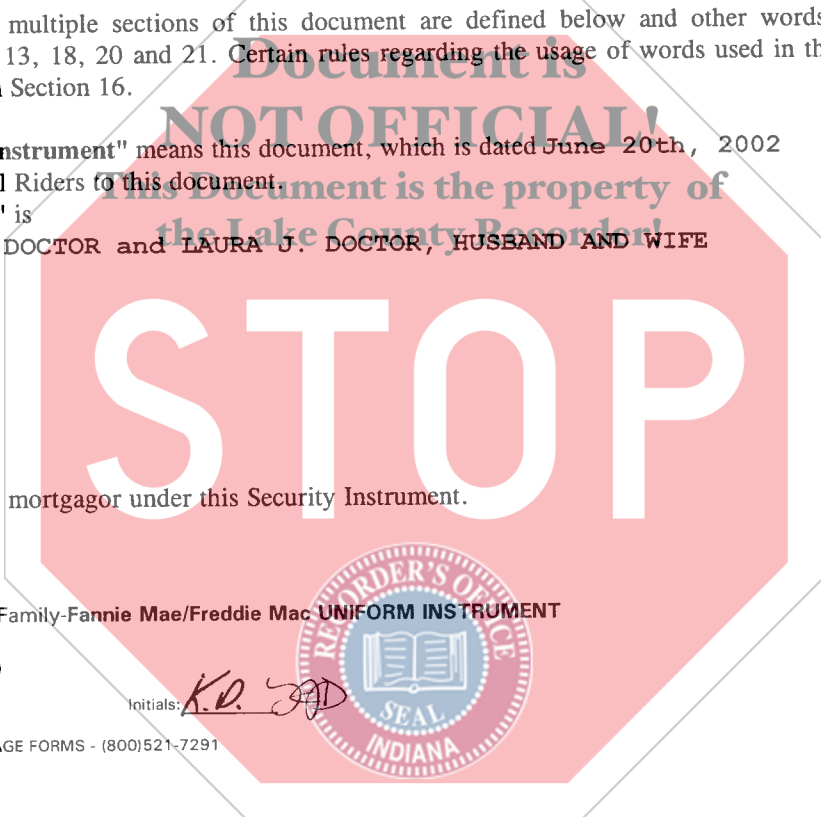 multiple sections of this document are defined below and other words
13, 18, 20 and 21. Certain rules regarding the usage of words used in th
Section 16.
Document is
NOT OFFICIAL!
This Document is the property of
the Lake County Recorder!
nstrument" means this document, which is dated June 20th, 2002
l Riders to this document.
" is
DOCTOR and LAURA J. DOCTOR, HUSBAND AND WIFE
STOP
mortgagor under this Security Instrument.
Family-Fannie Mae/Freddie Mac UNIFORM INSTRUMENT
RECORDER'S OFFICE
SEAL
INDIANA
Initials: K.D. LJD
AGE FORMS - (800)521-7291